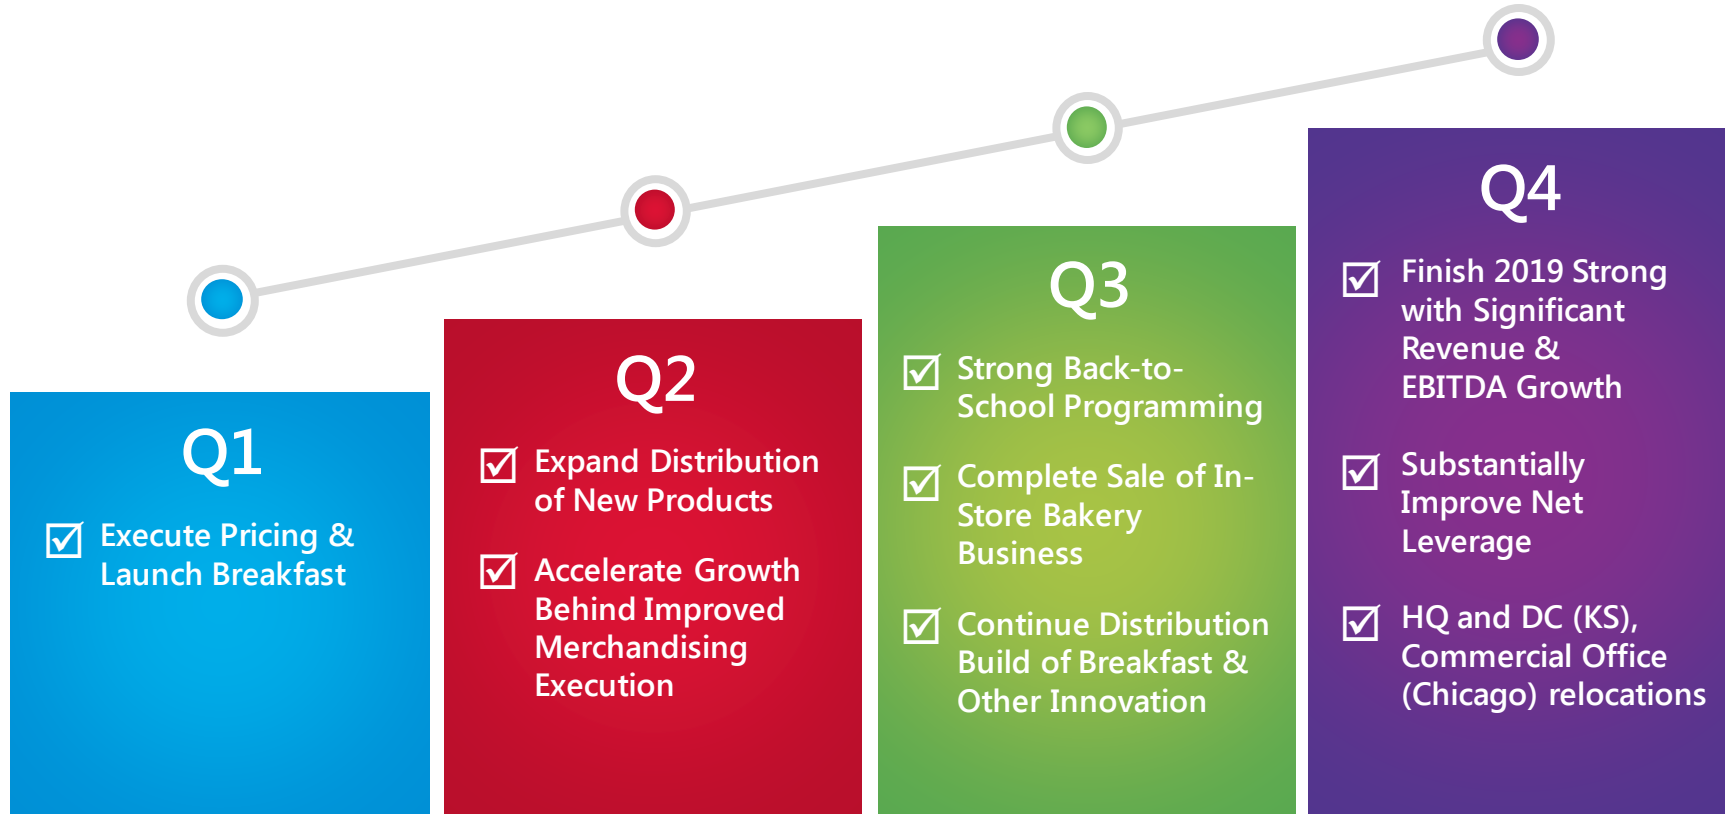 Q1
Execute Pricing &
Launch Breakfast
Q2
Expand Distribution
of New Products
Accelerate Growth
Behind Improved
Merchandising
Execution
Q3
Strong Back-to-
School Programming
Complete Sale of In-
Store Bakery
Business
Continue Distribution
Build of Breakfast &
Other Innovation
Q4
Finish 2019 Strong
with Significant
Revenue &
EBITDA Growth
Substantially
Improve Net
Leverage
HQ and DC (KS),
Commercial Office
(Chicago) relocations